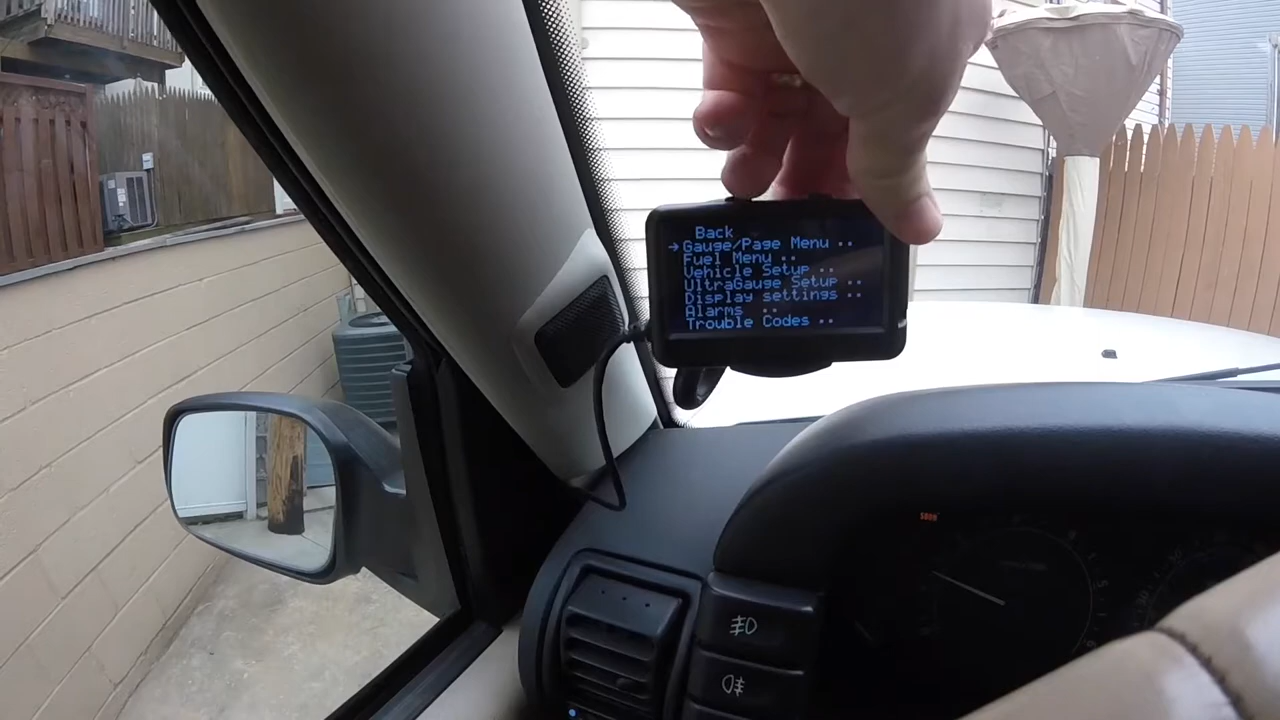 Back
→Gauge/Page Menu ..
Fuel Menu ..
Vehicle Setup ..
UltraGauge Setup ..
Display settings ..
Alarms ..
Trouble Codes ..